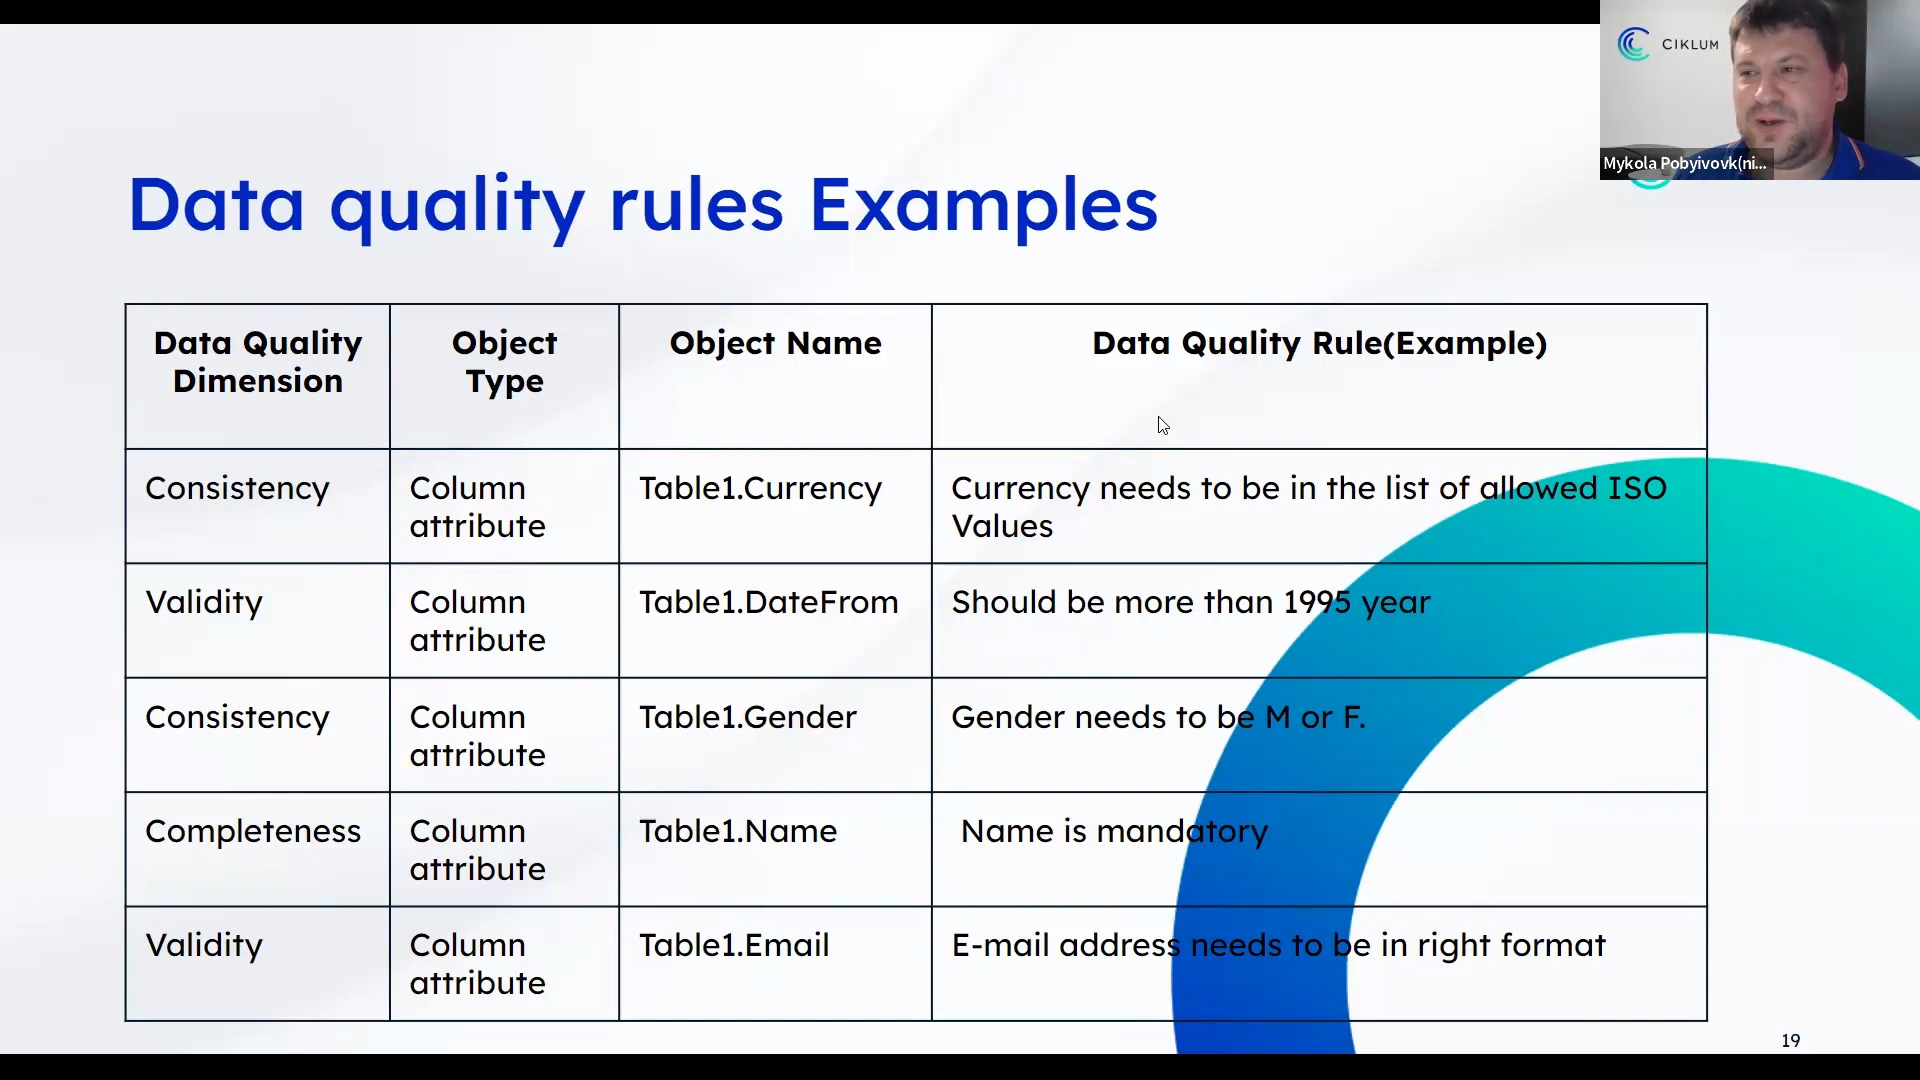 CIKLUM
Mykola Pobyivovk(ni...
Data quality rules Examples
Data Quality Dimension
Object Type
Object Name
Data Quality Rule(Example)
Consistency
Column attribute
Table1.Currency
Currency needs to be in the list of allowed ISO
Values
Validity
Column attribute
Table1.DateFrom
Should be more than 1995 year
Consistency
Column attribute
Table1.Gender
Gender needs to be M or F.
Completeness
Column attribute
Table1.Name
Name is mandatory
Validity
Column attribute
Table1.Email
E-mail address needs to be in right format
19